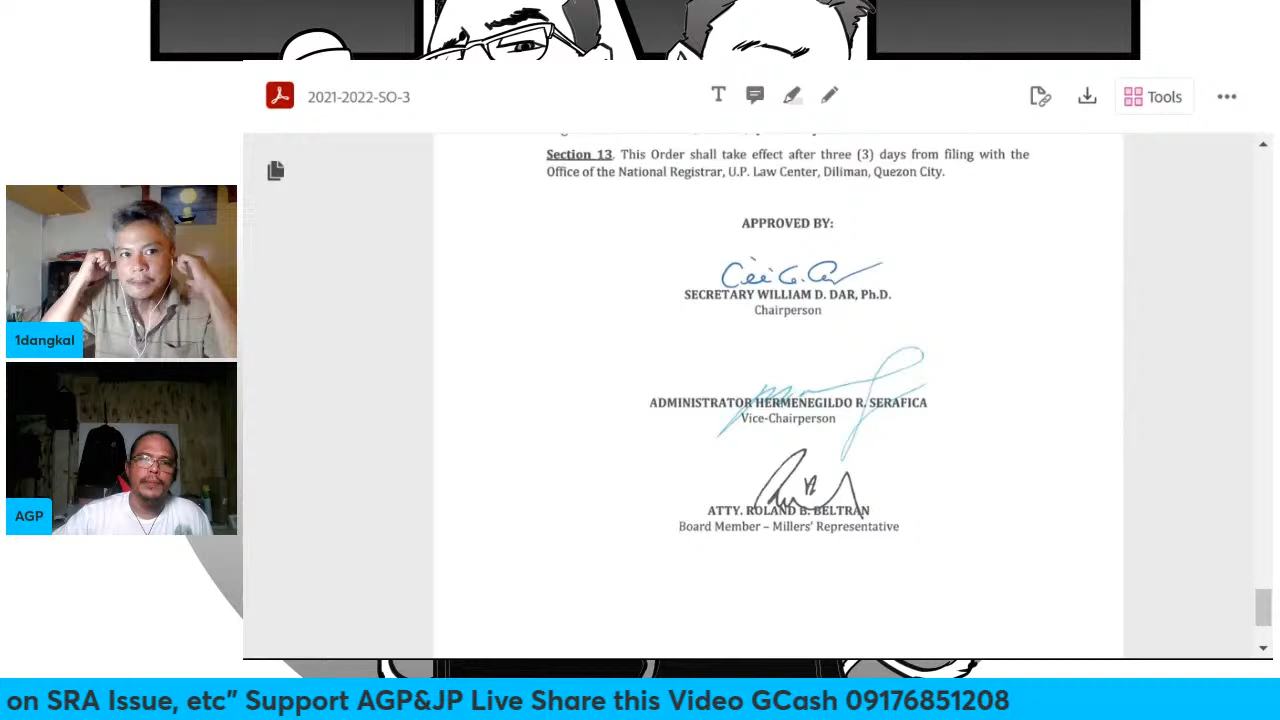 2021-2022-SO-3
Tools
Section 13. This Order shall take effect after three (3) days from filing with the
Office of the National Registrar, U.P. Law Center, Diliman, Quezon City.
APPROVED BY:
SECRETARY WILLIAM D. DAR, Ph.D.
Chairperson
ADMINISTRATOR HERMENEGILDO R. SERAFICA
Vice-Chairperson
ATTY. ROLAND B. BELTRAN
Board Member – Millers' Representative
1dangkal
AGP
on SRA Issue, etc” Support AGP&JP Live Share this Video GCash 09176851208